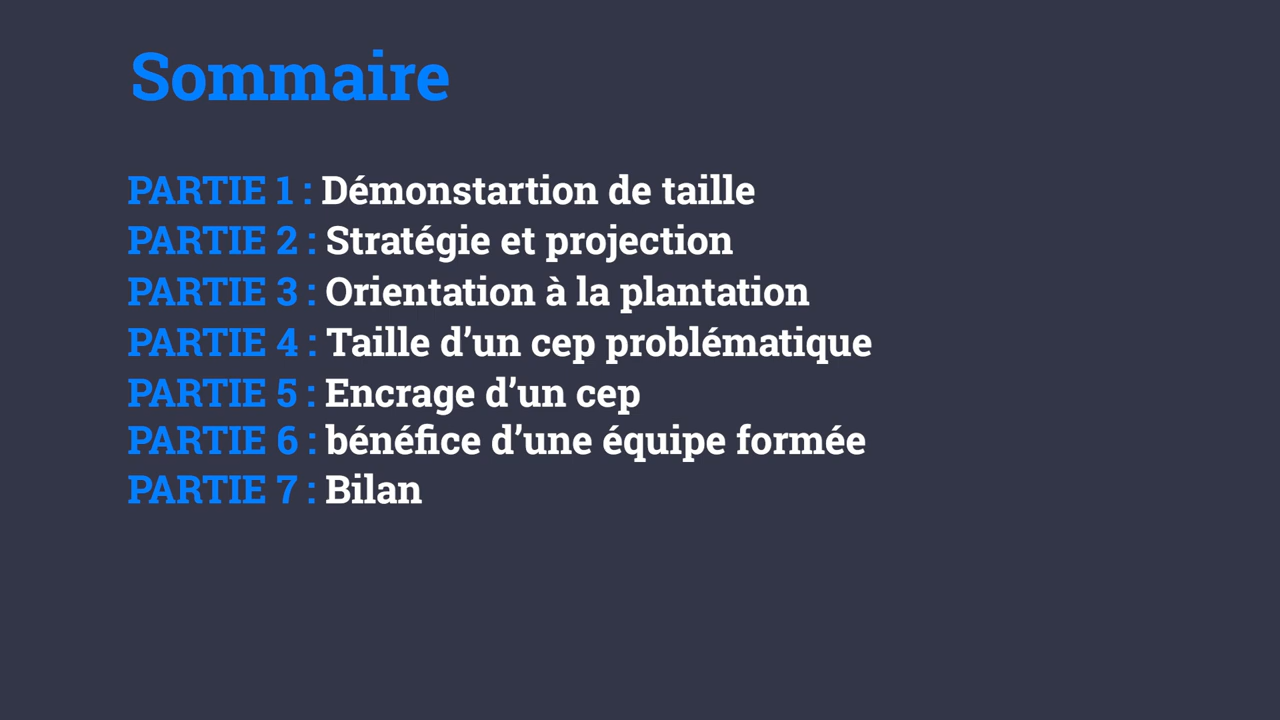 Sommaire
PARTIE 1 : Démonstartion de taille
PARTIE 2 : Stratégie et projection
PARTIE 3 : Orientation à la plantation
PARTIE 4 : Taille d’un cep problématique
PARTIE 5 : Encrage d’un cep
PARTIE 6 : bénéfice d’une équipe formée
PARTIE 7 : Bilan